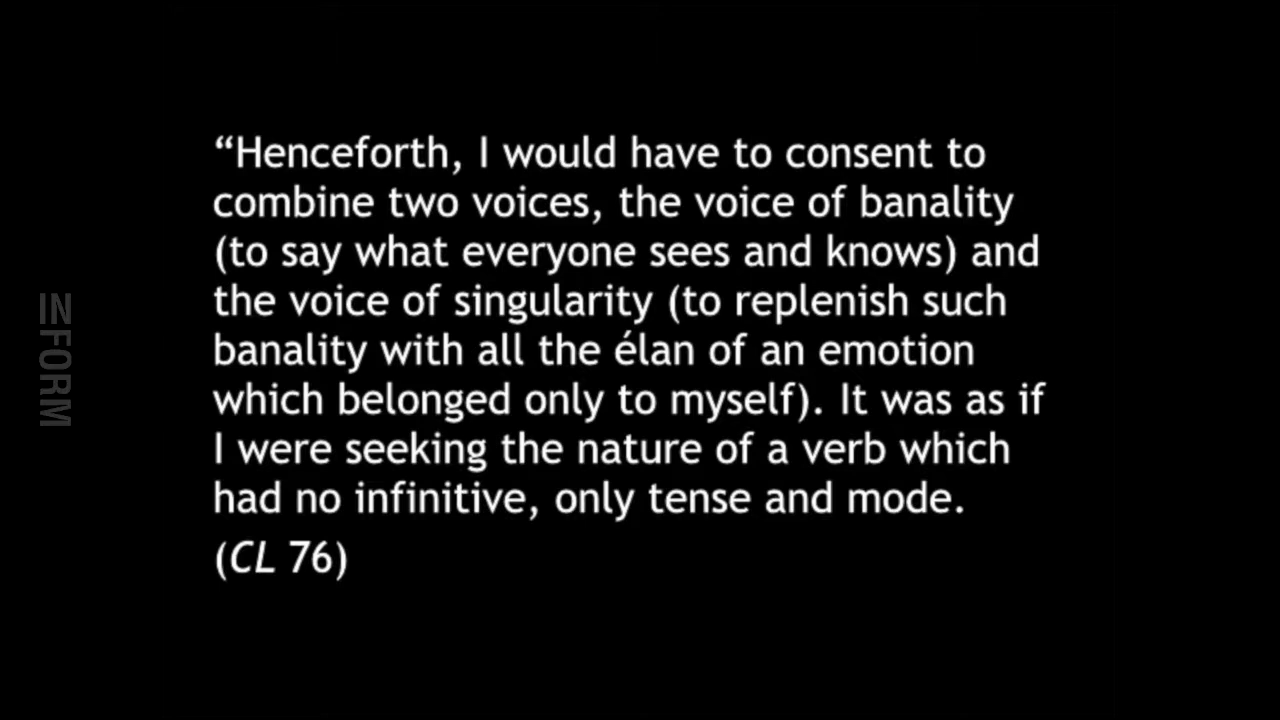 “Henceforth, I would have to consent to
combine two voices, the voice of banality
(to say what everyone sees and knows) and
the voice of singularity (to replenish such
banality with all the élan of an emotion
which belonged only to myself). It was as if
I were seeking the nature of a verb which
had no infinitive, only tense and mode.
(CL 76)
INFORM